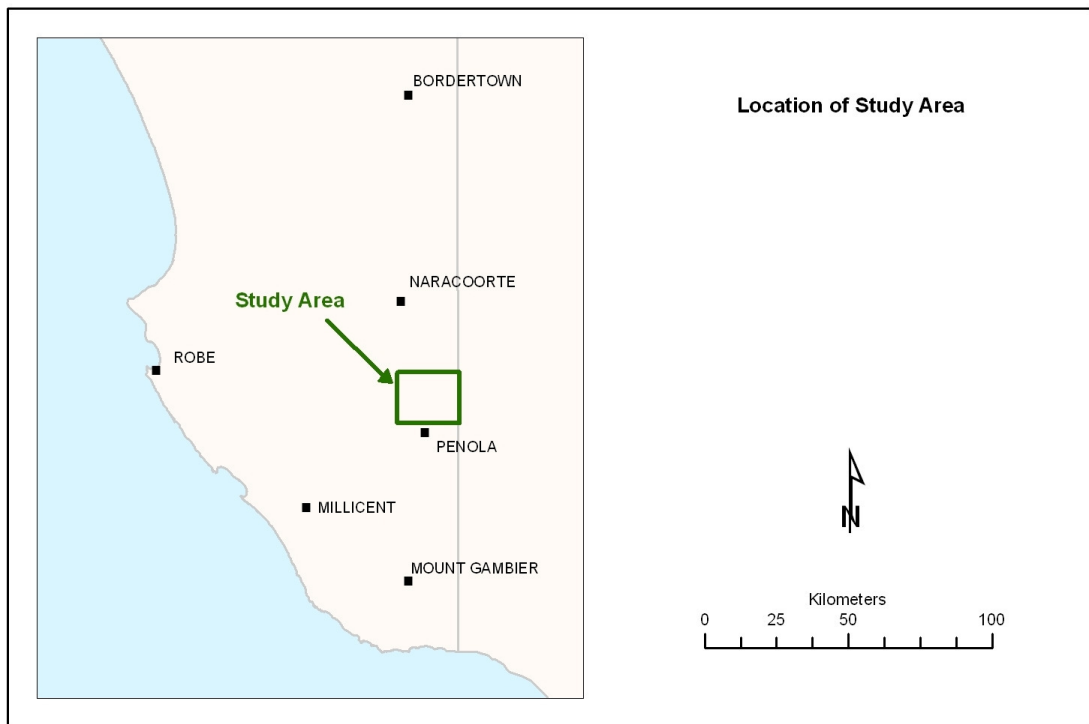 BORDERTOWN
Location of Study Area
NARACOORTE
Study Area
ROBE
PENOLA
MILLICENT
N
MOUNT GAMBIER
Kilometers
0 25 50 100